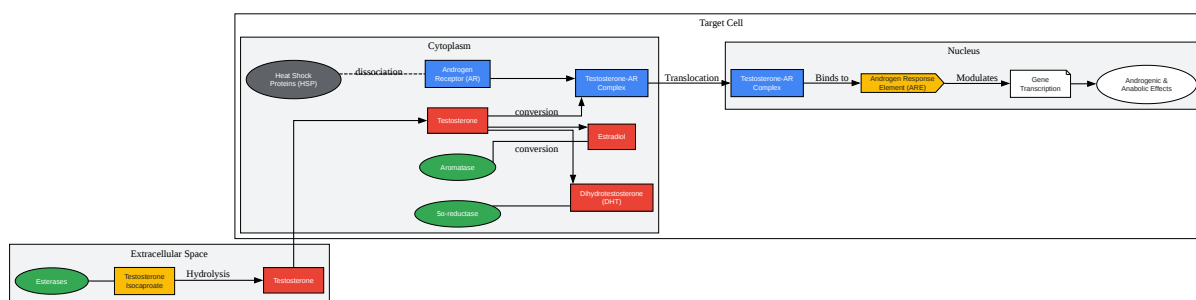 Target Cell
Cytoplasm
Nucleus
Heat Shock
Proteins (HSP)
dissociation
Androgen
Receptor (AR)
Testosterone-AR
Complex
Translocation
Testosterone-AR
Complex
Binds to
Androgen Response
Element (ARE)
Modulates
Gene
Transcription
Androgenic &
Anabolic Effects
Testosterone
conversion
Estradiol
conversion
Aromatase
Dihydrotestosterone
(DHT)
5α-reductase
Extracellular Space
Esterases
Testosterone
Isocaproate
Hydrolysis
Testosterone